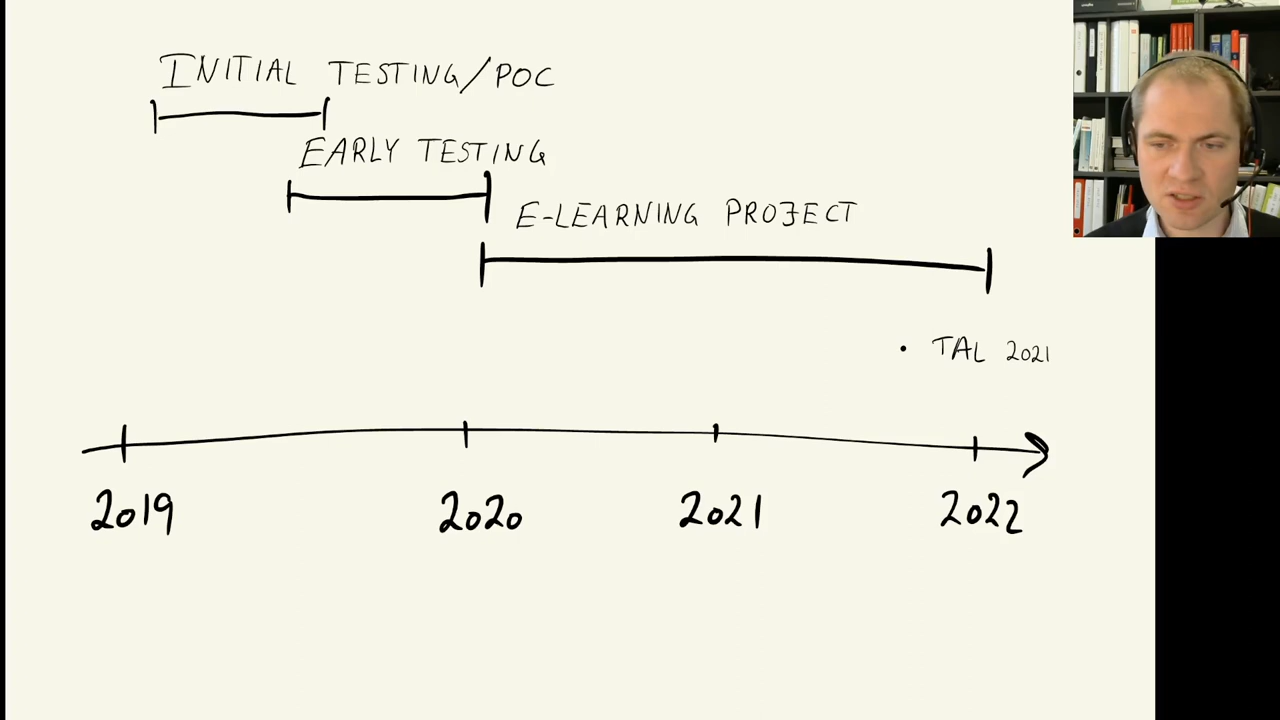 INITIAL TESTING/POC
EARLY TESTING
E-LEARNING PROJECT
• TAL 2021
2019 2020 2021 2022